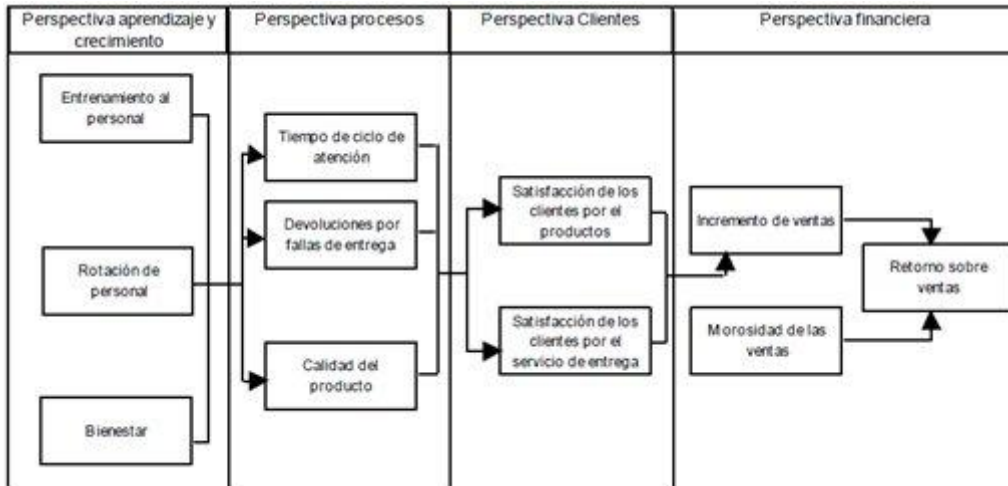 Perspectiva aprendizaje y
crecimiento
Perspectiva procesos
Perspectiva Clientes
Perspectiva financiera
Entrenamiento al
personal
Rotación de
personal
Bienestar
Tiempo de ciclo de
atención
Devoluciones por
fallas de entrega
Calidad del
producto
Satisfacción de los
clientes por el
productos
Satisfacción de los
clientes por el
servicio de entrega
Incremento de ventas
Morosidad de las
ventas
Retorno sobre
ventas